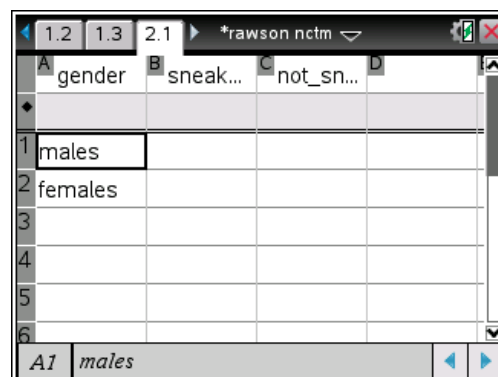 1.2 1.3 2.1 *rawson nctm
A gender B sneak... C not_sn... D
1 males
2 females
3
4
5
6
A1 males